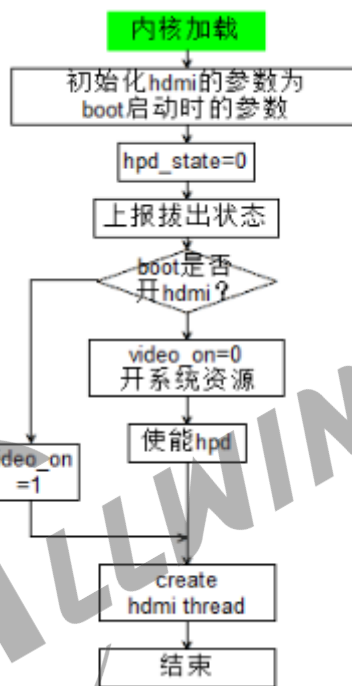 内核加载
初始化hdmi的参数为
boot启动时的参数
hpd_state=0
上报拔出状态
boot是否
开hdmi？
video_on=0
开系统资源
使能hpd
deo_on
=1
create
hdmi thread
结束
ALLWIN